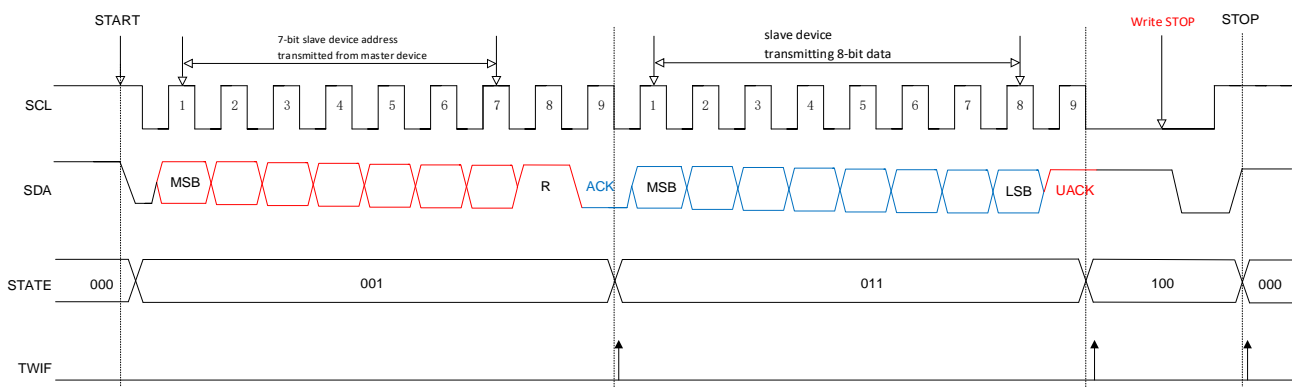 START
7-bit slave device address
transmitted from master device
slave device
transmitting 8-bit data
Write STOP
STOP
SCL
1 2 3 4 5 6 7 8 9 1 2 3 4 5 6 7 8 9
SDA
MSB R ACK MSB LSB UACK
STATE
000 001 011 100 000
TWIF